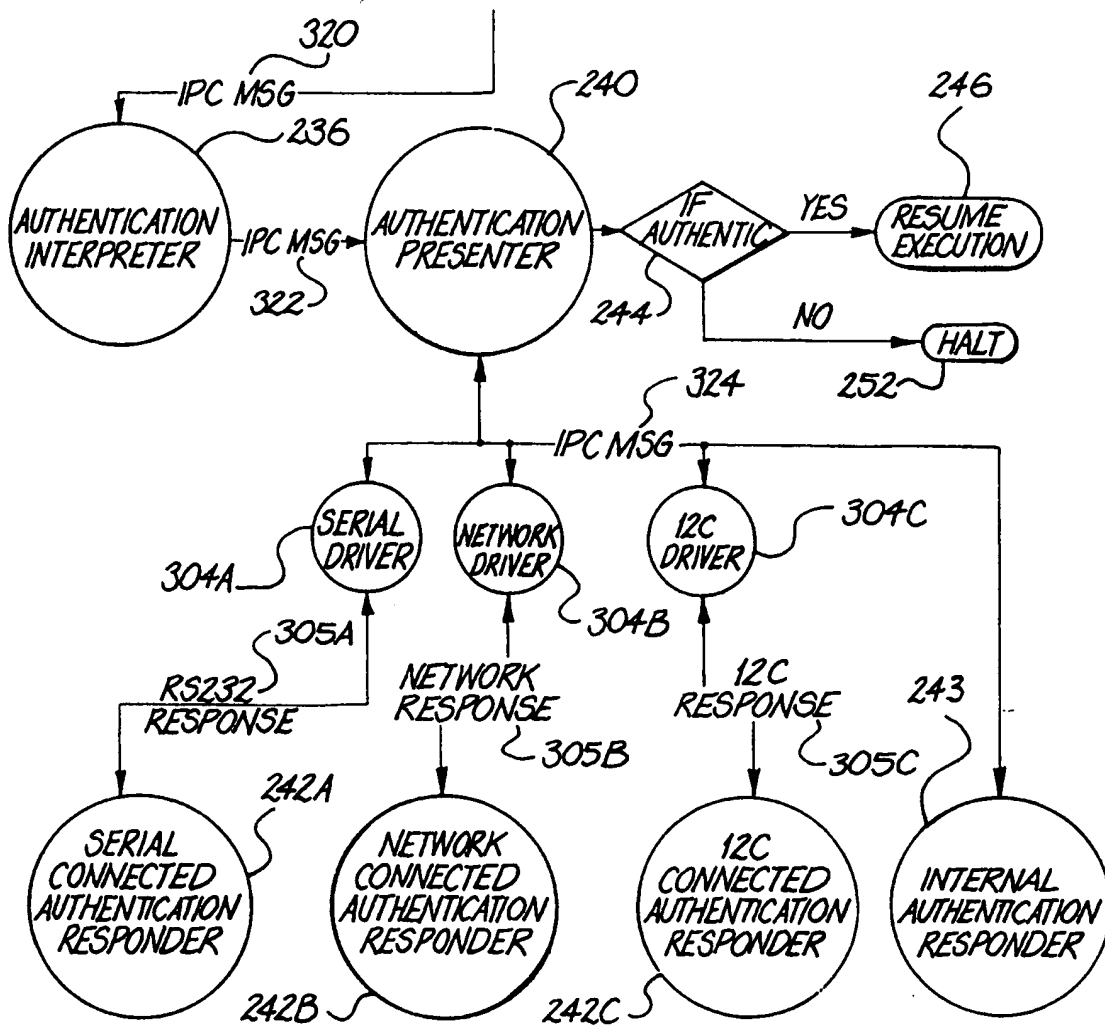 320
IPC MSG
240
246
236
AUTHENTICATION
INTERPRETER
IPC MSG
322
AUTHENTICATION
PRESENTER
IF
AUTHENTIC
YES
RESUME
EXECUTION
244
NO
HALT
252
324
IPC MSG
SERIAL
DRIVER
NETWORK
DRIVER
12C
DRIVER
304C
304A
304B
305A
RS232
RESPONSE
NETWORK
RESPONSE
305B
12C
RESPONSE
305C
243
242A
SERIAL
CONNECTED
AUTHENTICATION
RESPONDER
NETWORK
CONNECTED
AUTHENTICATION
RESPONDER
12C
CONNECTED
AUTHENTICATION
RESPONDER
INTERNAL
AUTHENTICATION
RESPONDER
242B
242C